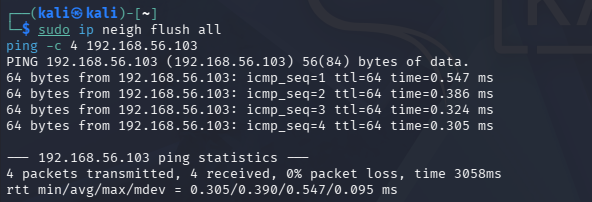 ┌──(kali㉿kali)-[~]
└─$ sudo ip neigh flush all
ping -c 4 192.168.56.103
PING 192.168.56.103 (192.168.56.103) 56(84) bytes of data.
64 bytes from 192.168.56.103: icmp_seq=1 ttl=64 time=0.547 ms
64 bytes from 192.168.56.103: icmp_seq=2 ttl=64 time=0.386 ms
64 bytes from 192.168.56.103: icmp_seq=3 ttl=64 time=0.324 ms
64 bytes from 192.168.56.103: icmp_seq=4 ttl=64 time=0.305 ms

--- 192.168.56.103 ping statistics ---
4 packets transmitted, 4 received, 0% packet loss, time 3058ms
rtt min/avg/max/mdev = 0.305/0.390/0.547/0.095 ms